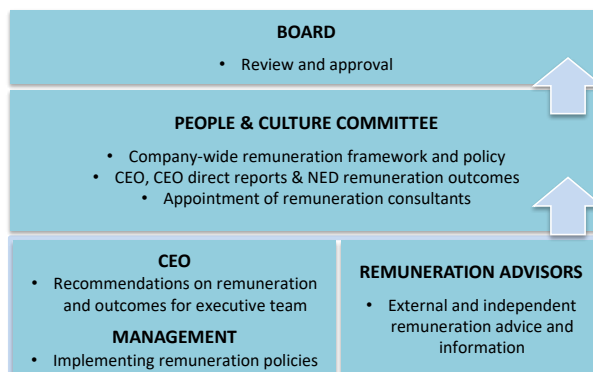 BOARD
• Review and approval
PEOPLE & CULTURE COMMITTEE
• Company-wide remuneration framework and policy
• CEO, CEO direct reports & NED remuneration outcomes
• Appointment of remuneration consultants
CEO
• Recommendations on remuneration
and outcomes for executive team
MANAGEMENT
• Implementing remuneration policies
REMUNERATION ADVISORS
• External and independent
remuneration advice and
information